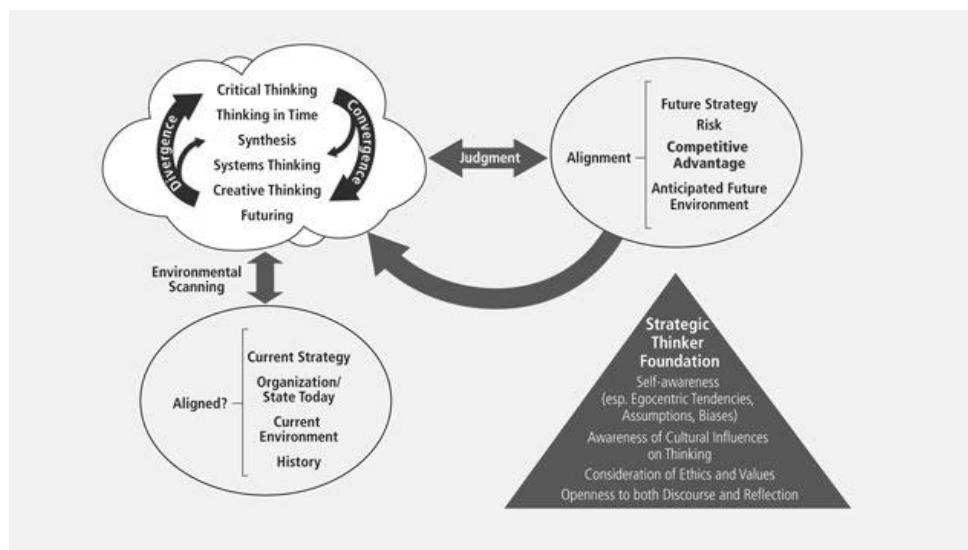 Critical Thinking
Thinking in Time
Synthesis
Systems Thinking
Creative Thinking
Futuring
Divergence
Convergence
Judgment
Alignment
Future Strategy
Risk
Competitive
Advantage
Anticipated Future
Environment
Environmental
Scanning
Aligned?
Current Strategy
Organization/
State Today
Current
Environment
History
Strategic
Thinker
Foundation
Self-awareness
(esp. Egocentric Tendencies,
Assumptions, Biases)
Awareness of Cultural Influences
on Thinking
Consideration of Ethics and Values
Openness to both Discourse and Reflection